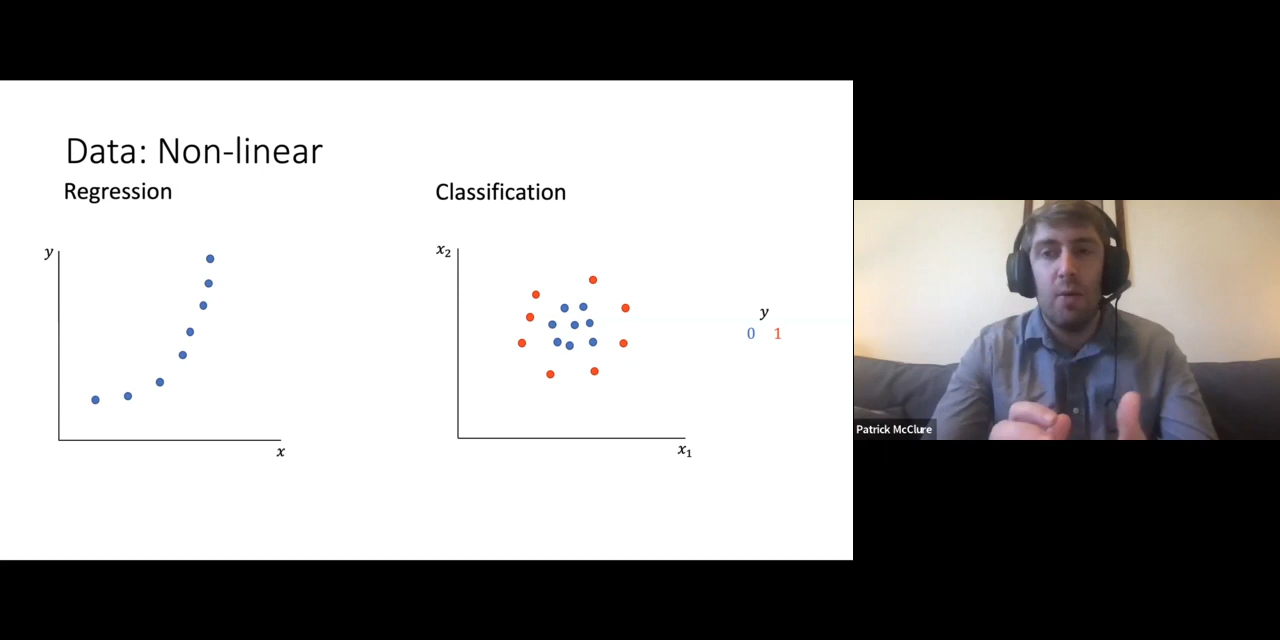 Data: Non-linear
Regression
Classification
y
x
x₂
x₁
y
0 1
Patrick McClure